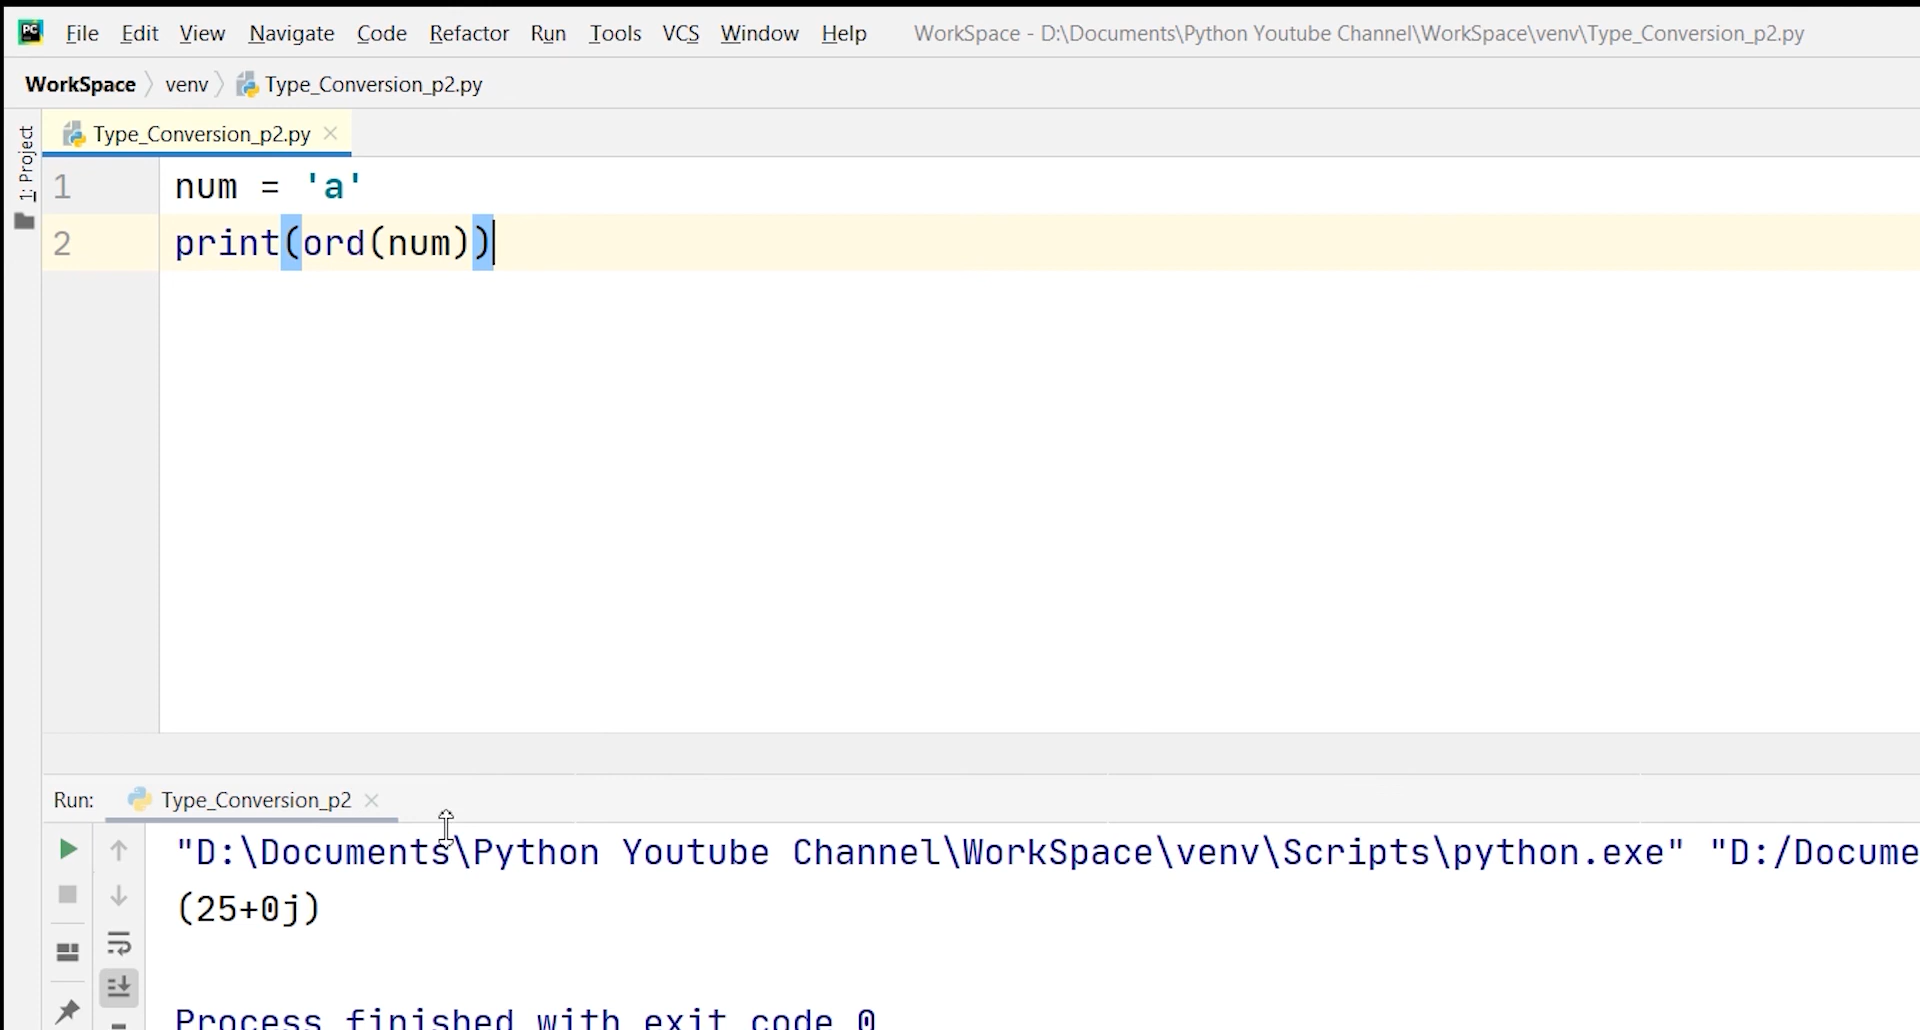 PC File Edit View Navigate Code Refactor Run Tools VCS Window Help WorkSpace - D:\Documents\Python Youtube Channel\WorkSpace\venv\Type_Conversion_p2.py
WorkSpace venv Type_Conversion_p2.py
1: Project
Type_Conversion_p2.py
1 num = 'a'
2 print(ord(num))
Run: Type_Conversion_p2
"D:\Documents\Python Youtube Channel\WorkSpace\venv\Scripts\python.exe" "D:/Docume
(25+0j)
Process finished with exit code 0